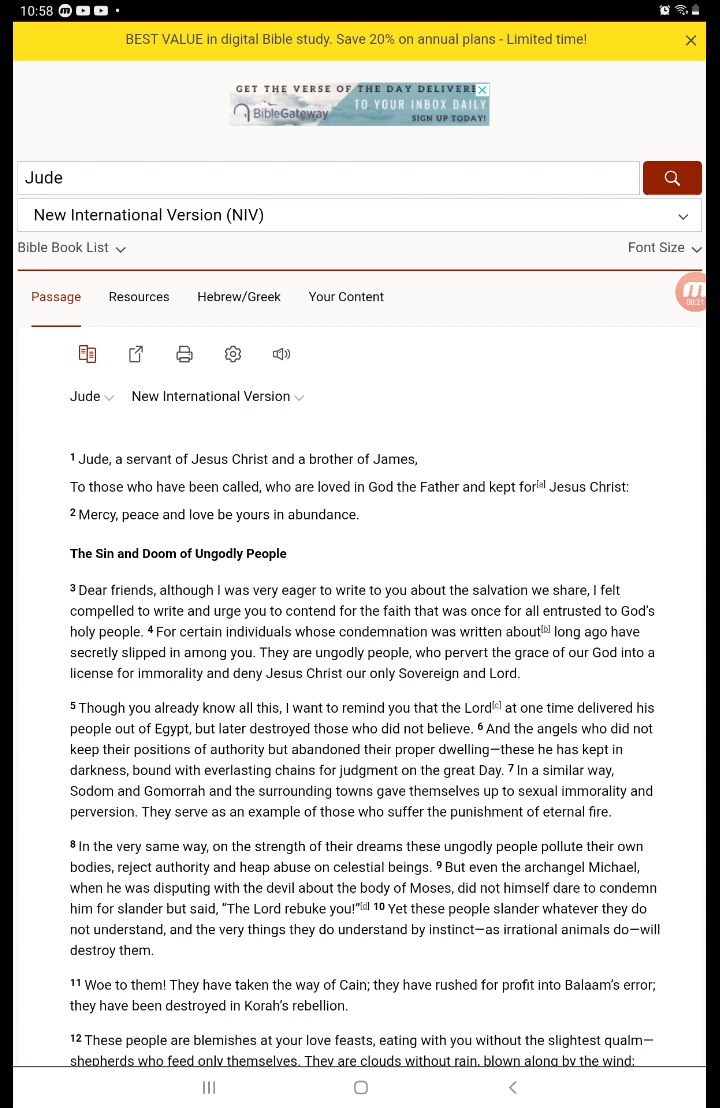 10:58
BEST VALUE in digital Bible study. Save 20% on annual plans - Limited time!
GET THE VERSE OF THE DAY DELIVERE
TO YOUR INBOX DAILY
BibleGateway
SIGN UP TODAY!
Jude
New International Version (NIV)
Bible Book List
Font Size
Passage Resources Hebrew/Greek Your Content
00:21
Jude New International Version
1 Jude, a servant of Jesus Christ and a brother of James,
To those who have been called, who are loved in God the Father and kept for[a] Jesus Christ:
2 Mercy, peace and love be yours in abundance.
The Sin and Doom of Ungodly People
3 Dear friends, although I was very eager to write to you about the salvation we share, I felt
compelled to write and urge you to contend for the faith that was once for all entrusted to God's
holy people. 4 For certain individuals whose condemnation was written about[b] long ago have
secretly slipped in among you. They are ungodly people, who pervert the grace of our God into a
license for immorality and deny Jesus Christ our only Sovereign and Lord.
5 Though you already know all this, I want to remind you that the Lord[c] at one time delivered his
people out of Egypt, but later destroyed those who did not believe. 6 And the angels who did not
keep their positions of authority but abandoned their proper dwelling—these he has kept in
darkness, bound with everlasting chains for judgment on the great Day. 7 In a similar way,
Sodom and Gomorrah and the surrounding towns gave themselves up to sexual immorality and
perversion. They serve as an example of those who suffer the punishment of eternal fire.
8 In the very same way, on the strength of their dreams these ungodly people pollute their own
bodies, reject authority and heap abuse on celestial beings. 9 But even the archangel Michael,
when he was disputing with the devil about the body of Moses, did not himself dare to condemn
him for slander but said, "The Lord rebuke you!"[d] 10 Yet these people slander whatever they do
not understand, and the very things they do understand by instinct—as irrational animals do—will
destroy them.
11 Woe to them! They have taken the way of Cain; they have rushed for profit into Balaam's error;
they have been destroyed in Korah's rebellion.
12 These people are blemishes at your love feasts, eating with you without the slightest qualm—
shepherds who feed only themselves. They are clouds without rain, blown along by the wind;